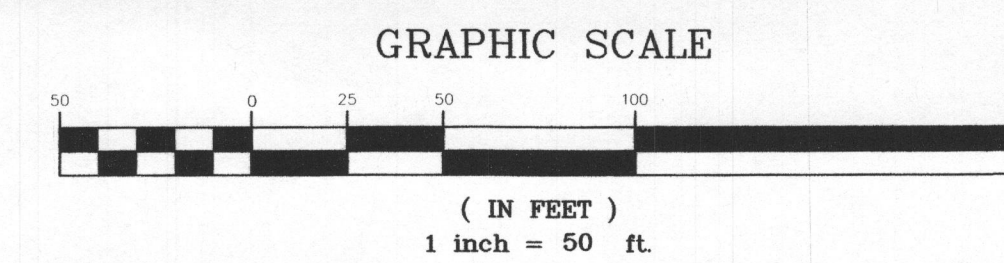 GRAPHIC SCALE
50 0 25 50 100
( IN FEET )
1 inch = 50 ft.